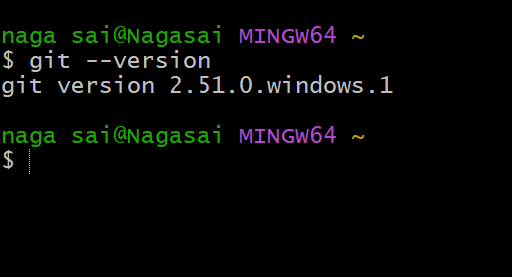 naga sai@Nagasai MINGW64 ~
$ git --version
git version 2.51.0.windows.1
naga sai@Nagasai MINGW64 ~
$